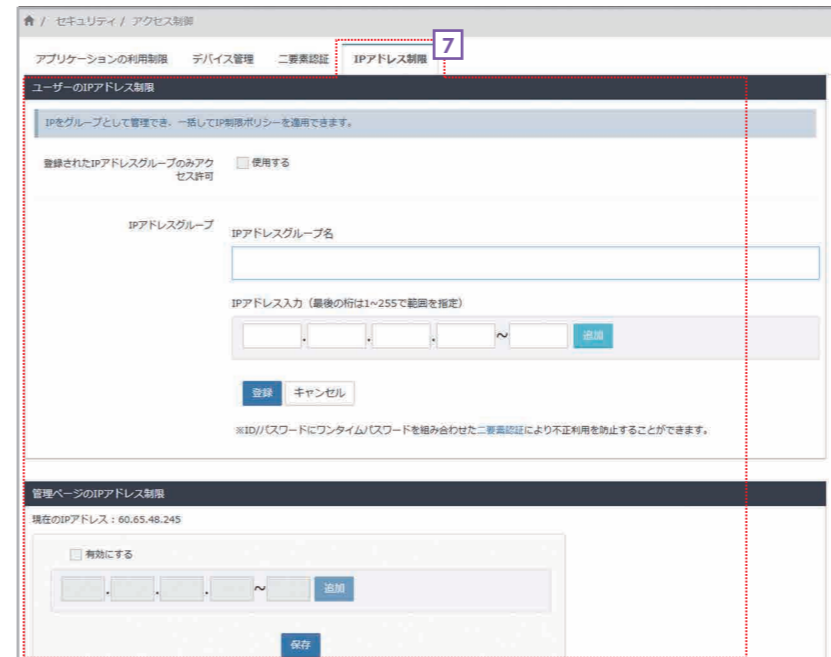 / セキュリティ / アクセス制御
7
アプリケーションの利用制限 デバイス管理 二要素認証 IPアドレス制限
ユーザーのIPアドレス制限
IPをグループとして管理でき、一括してIP制限ポリシーを適用できます。
登録されたIPアドレスグループのみアク 使用する
セス許可
IPアドレスグループ
IPアドレスグループ名
IPアドレス入力（最後の桁は1~255で範囲を指定）
. . . ~ 追加
登録 キャンセル
※ID/パスワードにワンタイムパスワードを組み合わせた二要素認証により不正利用を防止することができます。
管理ページのIPアドレス制限
現在のIPアドレス：60.65.48.245
有効にする
. . . ~ 追加
保存